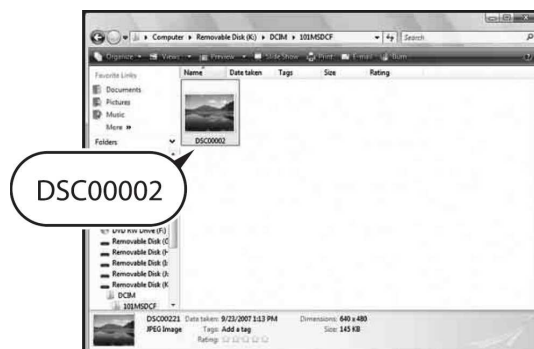 Computer ▸ Removable Disk (K:) ▸ DCIM ▸ 101MSDCF
Search
Organize Views Preview Slide Show Print E-mail Burn
Favorite Links
Name Date taken Tags Size Rating
Documents
Pictures
Music
More »
Folders
DSC00002
DSC00002
DVD RW Drive (F:)
Removable Disk (
Removable Disk (
Removable Disk (
Removable Disk (
Removable Disk (K
DCIM
101MSDCF
DSC00221 Date taken: 9/23/2007 1:13 PM Dimensions: 640 x 480
JPEG Image Tags: Add a tag Size: 145 KB
Rating: